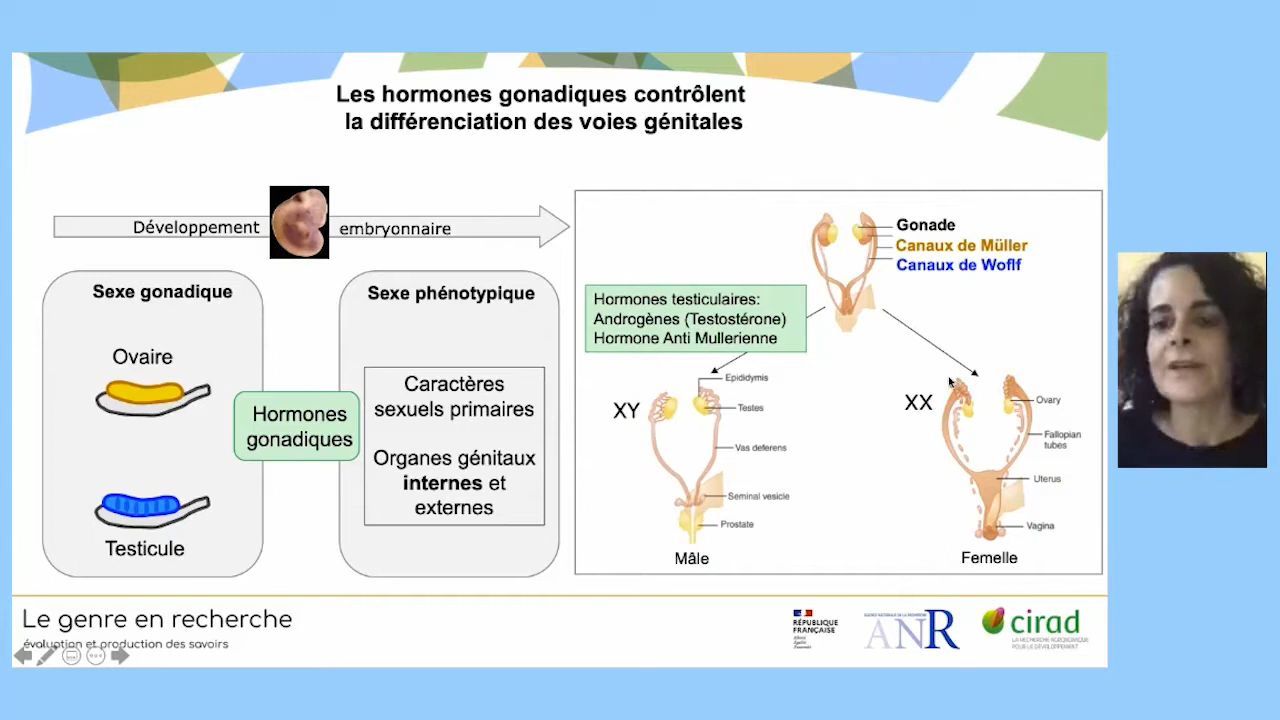 Les hormones gonadiques contrôlent
la différenciation des voies génitales
Développement
embryonnaire
Sexe gonadique
Ovaire
Testicule
Hormones
gonadiques
Sexe phénotypique
Caractères
sexuels primaires
Organes génitaux
internes et
externes
Gonade
Canaux de Müller
Canaux de Woflf
Hormones testiculaires:
Androgènes (Testostérone)
Hormone Anti Mullerienne
XY
Epididymis
Testes
Vas deferens
Seminal vesicle
Prostate
Mâle
XX
Ovary
Fallopian
tubes
Uterus
Vagina
Femelle
Le genre en recherche
évaluation et production des savoirs
RÉPUBLIQUE
FRANÇAISE
Liberté
Égalité
Fraternité
AGENCE NATIONALE DE LA RECHERCHE
ANR
cirad
LA RECHERCHE AGRONOMIQUE
POUR LE DÉVELOPPEMENT